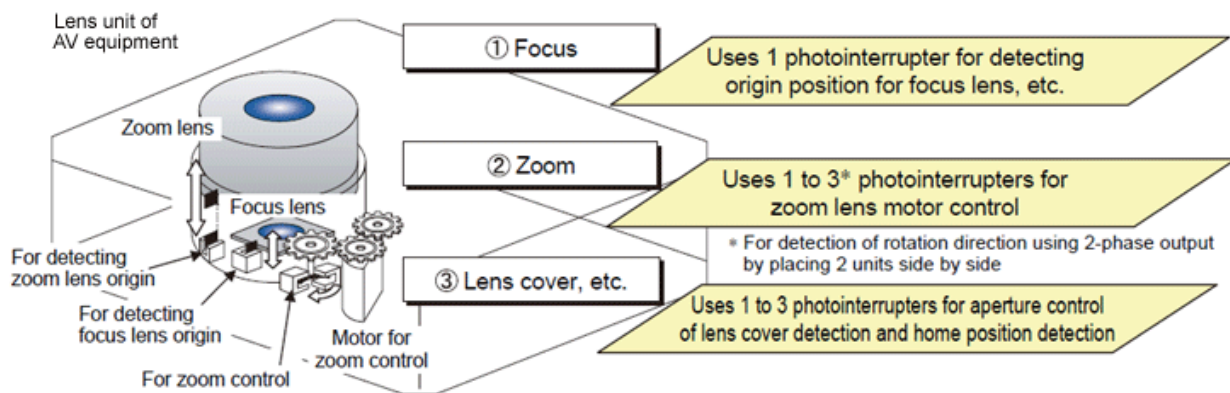 Lens unit of
AV equipment
① Focus
Uses 1 photointerrupter for detecting
origin position for focus lens, etc.
Zoom lens
② Zoom
Uses 1 to 3* photointerrupters for
zoom lens motor control
Focus lens
* For detection of rotation direction using 2-phase output
by placing 2 units side by side
For detecting
zoom lens origin
③ Lens cover, etc.
Uses 1 to 3 photointerrupters for aperture control
of lens cover detection and home position detection
For detecting
focus lens origin
Motor for
zoom control
For zoom control